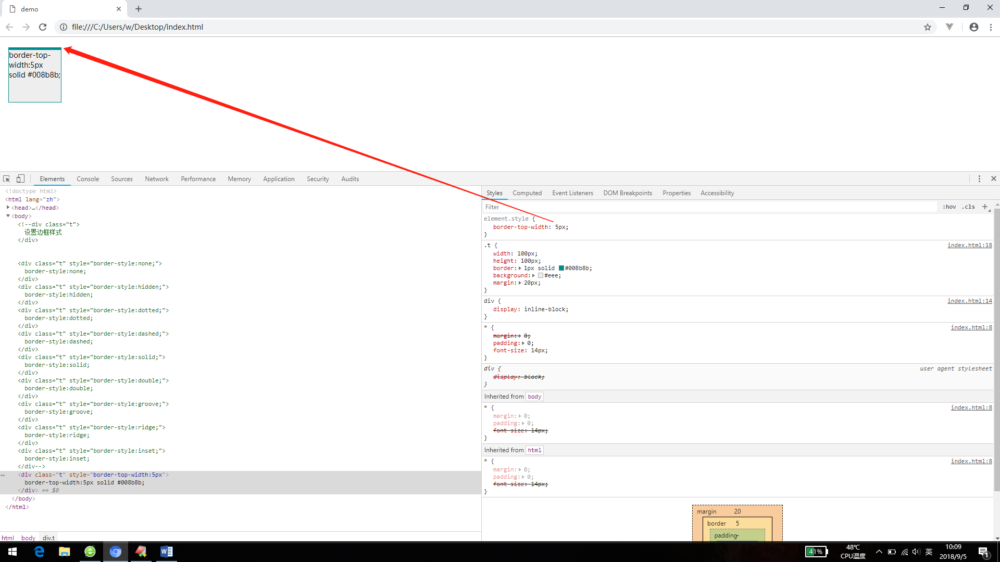 demo
file:///C:/Users/w/Desktop/index.html
border-top-
width:5px
solid #008b8b;
Elements Console Sources Network Performance Memory Application Security Audits
<!doctype html>
<html lang="zh">
<head>…</head>
<body>
<!--div class="t">
设置边框样式
</div>
<div class="t" style="border-style:none;">
border-style:none;
</div>
<div class="t" style="border-style:hidden;">
border-style:hidden;
</div>
<div class="t" style="border-style:dotted;">
border-style:dotted;
</div>
<div class="t" style="border-style:dashed;">
border-style:dashed;
</div>
<div class="t" style="border-style:solid;">
border-style:solid;
</div>
<div class="t" style="border-style:double;">
border-style:double;
</div>
<div class="t" style="border-style:groove;">
border-style:groove;
</div>
<div class="t" style="border-style:ridge;">
border-style:ridge;
</div>
<div class="t" style="border-style:inset;">
border-style:inset;
</div-->
<div class="t" style="border-top-width:5px">
border-top-width:5px solid #008b8b;
</div> == $0
</body>
</html>
html body div.t
Styles Computed Event Listeners DOM Breakpoints Properties Accessibility
Filter :hov .cls
element.style {
border-top-width: 5px;
}
.t { index.html:18
width: 100px;
height: 100px;
border: 1px solid #008b8b;
background: #eee;
margin: 20px;
}
div { index.html:14
display: inline-block;
}
* { index.html:8
margin: 0;
padding: 0;
font-size: 14px;
}
div { user agent stylesheet
display: block;
}
Inherited from body
* { index.html:8
margin: 0;
padding: 0;
font-size: 14px;
}
Inherited from html
* { index.html:8
margin: 0;
padding: 0;
font-size: 14px;
}
margin 20
border 5
padding-
41%
48℃
CPU温度
英
10:09
2018/9/5
1